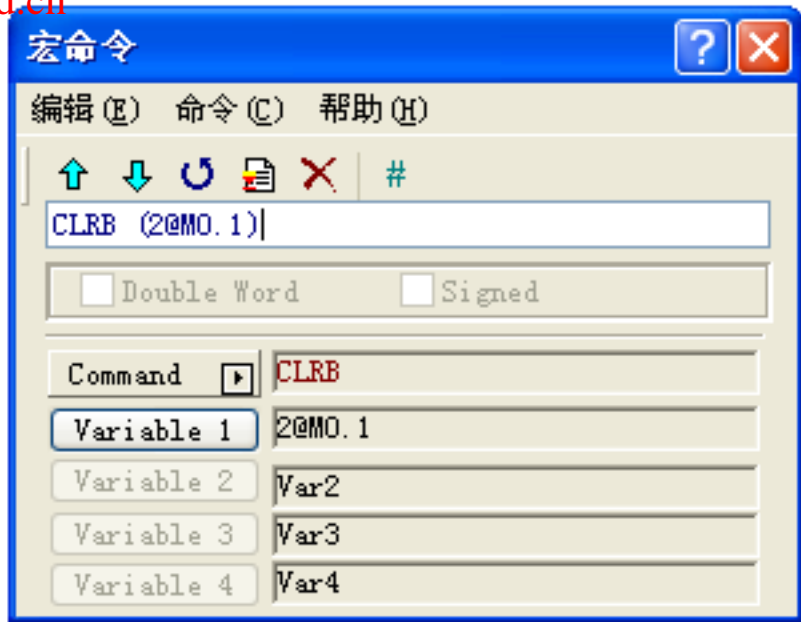 d.cn
宏命令
编辑(E) 命令(C) 帮助(H)
#
CLRB (2@M0.1)
Double Word Signed
Command CLRB
Variable 1 2@M0.1
Variable 2 Var2
Variable 3 Var3
Variable 4 Var4